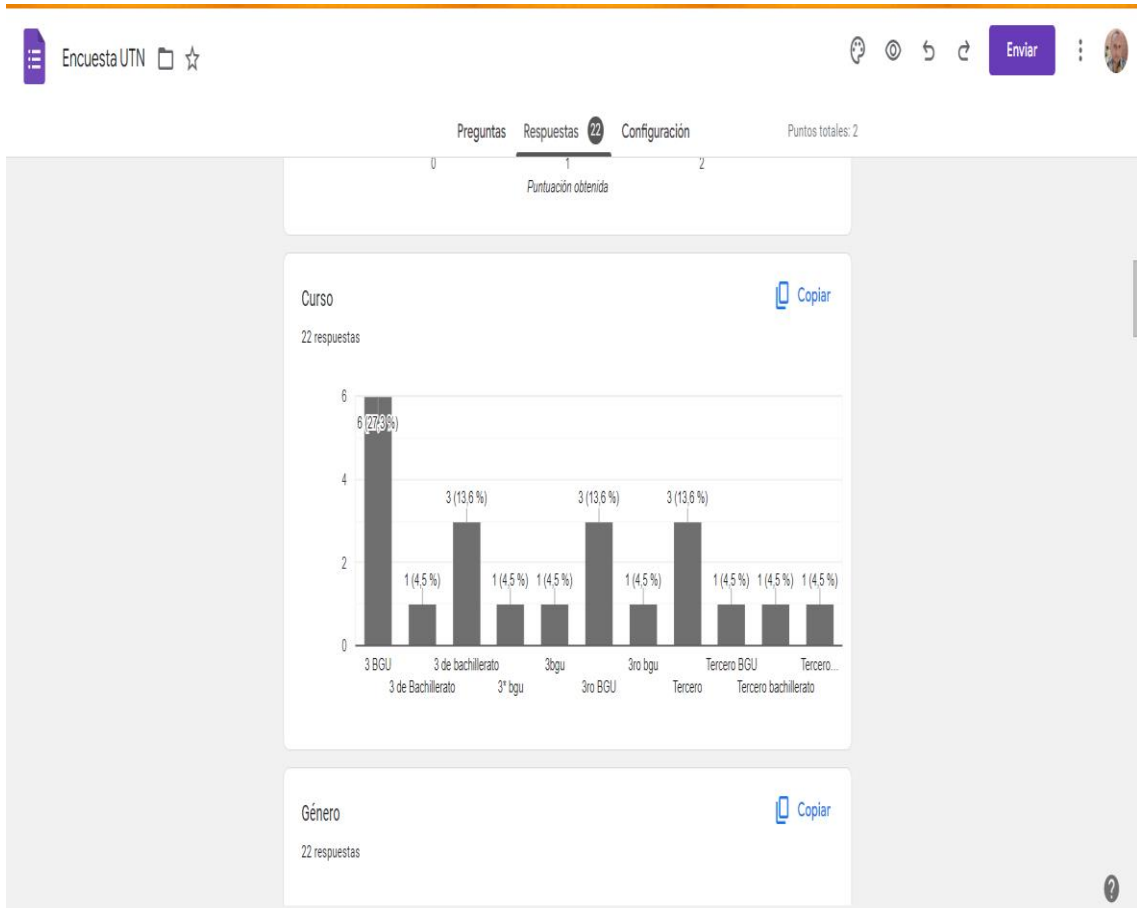 Encuesta UTN
Enviar
Preguntas Respuestas 22 Configuración Puntos totales: 2
0 1 2
Puntuación obtenida
Curso
Copiar
22 respuestas
6
4
2
0
6 (27,3 %)
1 (4,5 %)
3 (13,6 %)
1 (4,5 %)
1 (4,5 %)
3 (13,6 %)
1 (4,5 %)
3 (13,6 %)
1 (4,5 %)
1 (4,5 %)
1 (4,5 %)
3 BGU 3 de bachillerato 3bgu 3ro bgu Tercero BGU Tercero...
3 de Bachillerato 3° bgu 3ro BGU Tercero Tercero bachillerato
Género
Copiar
22 respuestas